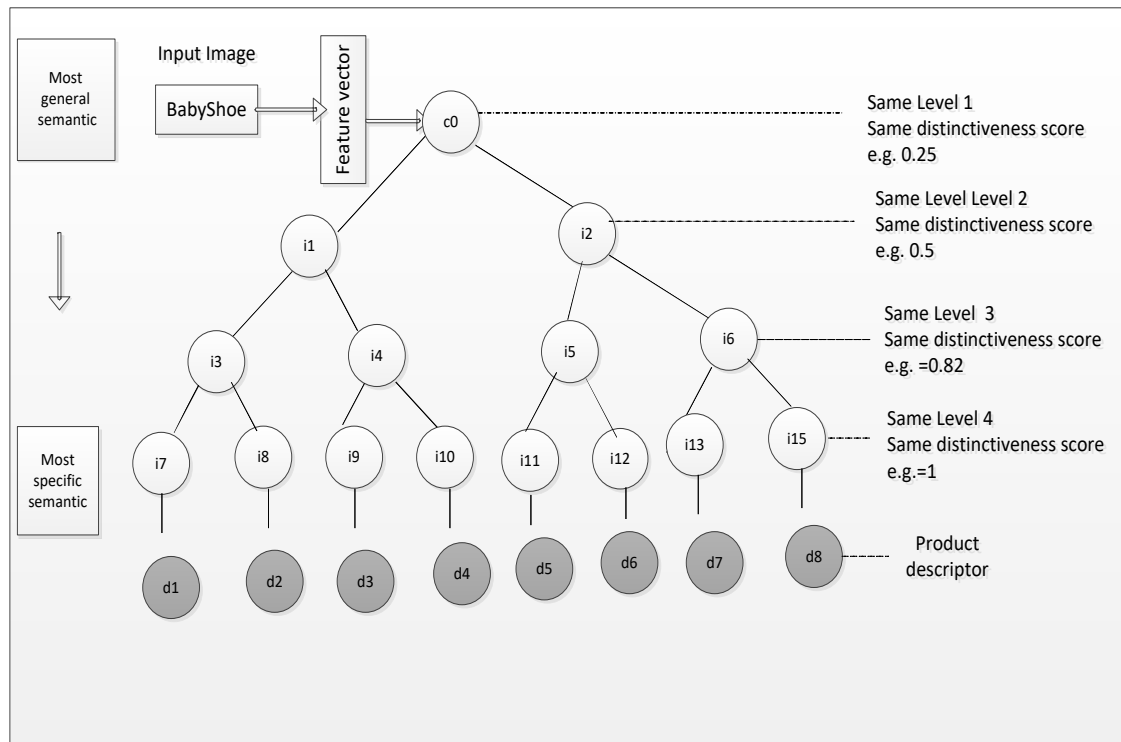 Most
general
semantic
Input Image
BabyShoe
Feature vector
c0
Same Level 1
Same distinctiveness score
e.g. 0.25
i1
i2
Same Level Level 2
Same distinctiveness score
e.g. 0.5
i3
i4
i5
i6
Same Level 3
Same distinctiveness score
e.g. =0.82
Most
specific
semantic
i7
i8
i9
i10
i11
i12
i13
i15
Same Level 4
Same distinctiveness score
e.g.=1
d1
d2
d3
d4
d5
d6
d7
d8
Product
descriptor